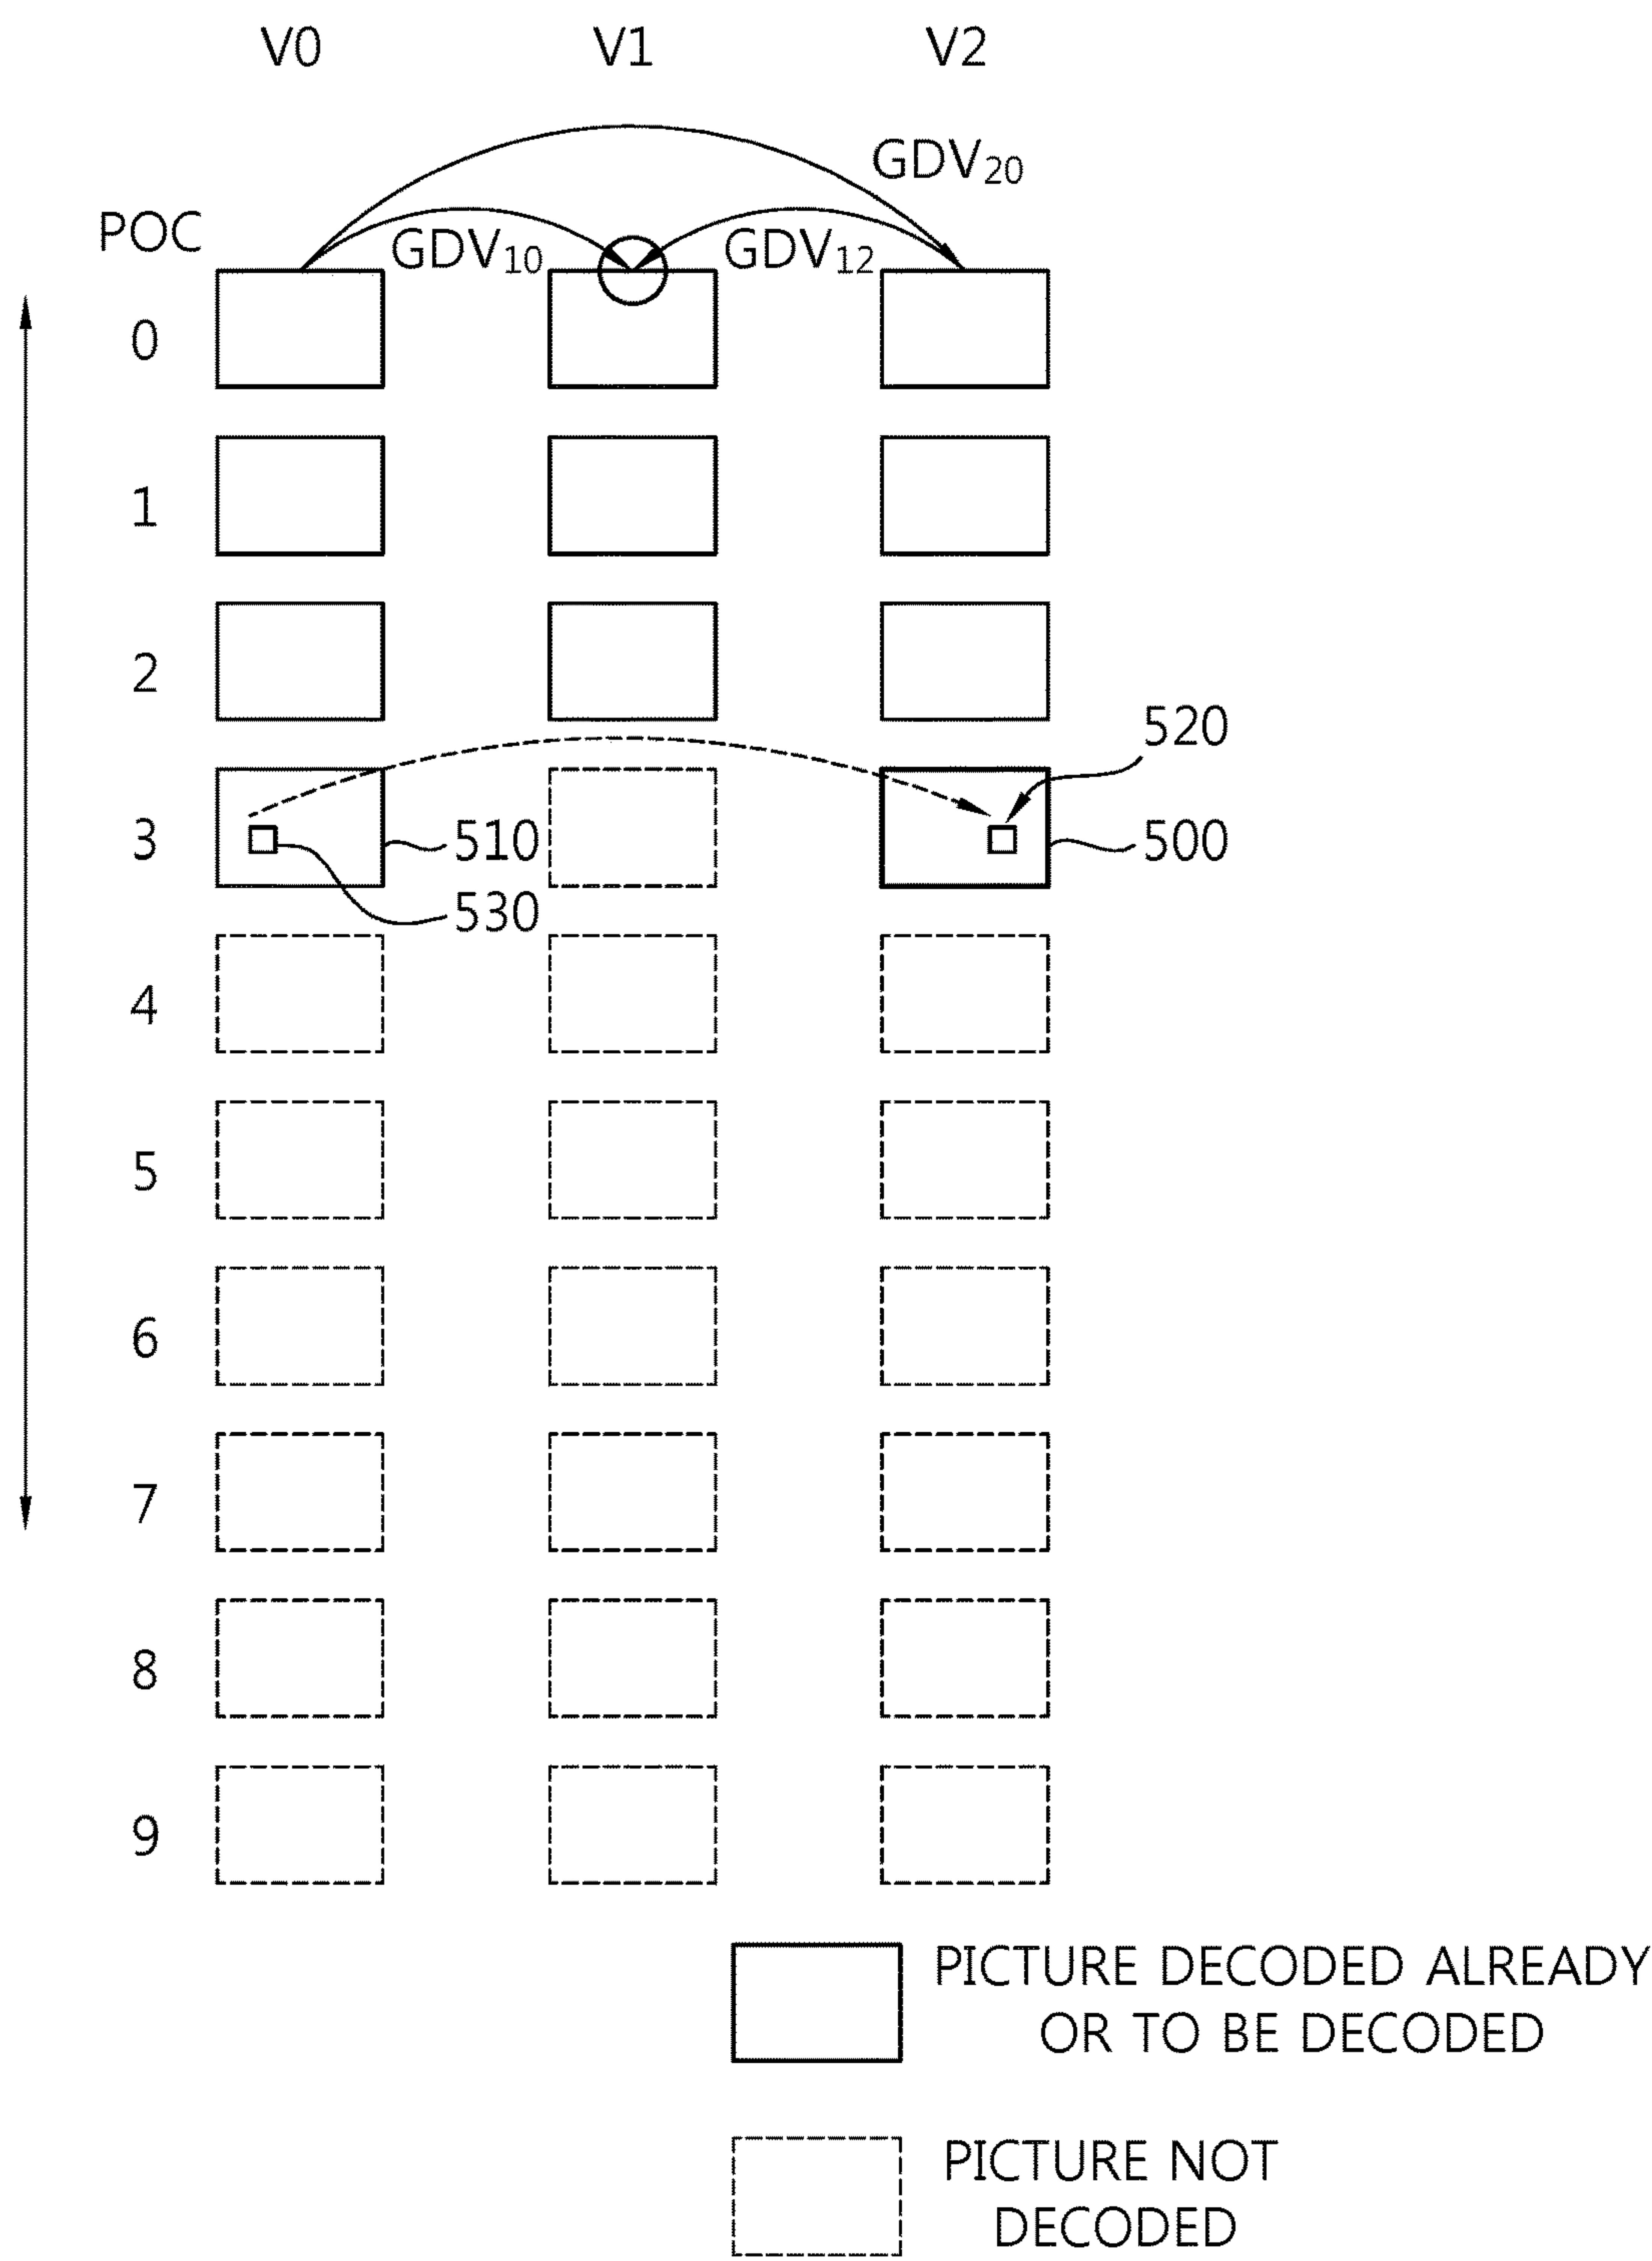 V0 V1 V2
GDV20
POC GDV10 GDV12
0
1
2
520
3 510 500
530
4
5
6
7
8
9
PICTURE DECODED ALREADY
OR TO BE DECODED
PICTURE NOT
DECODED